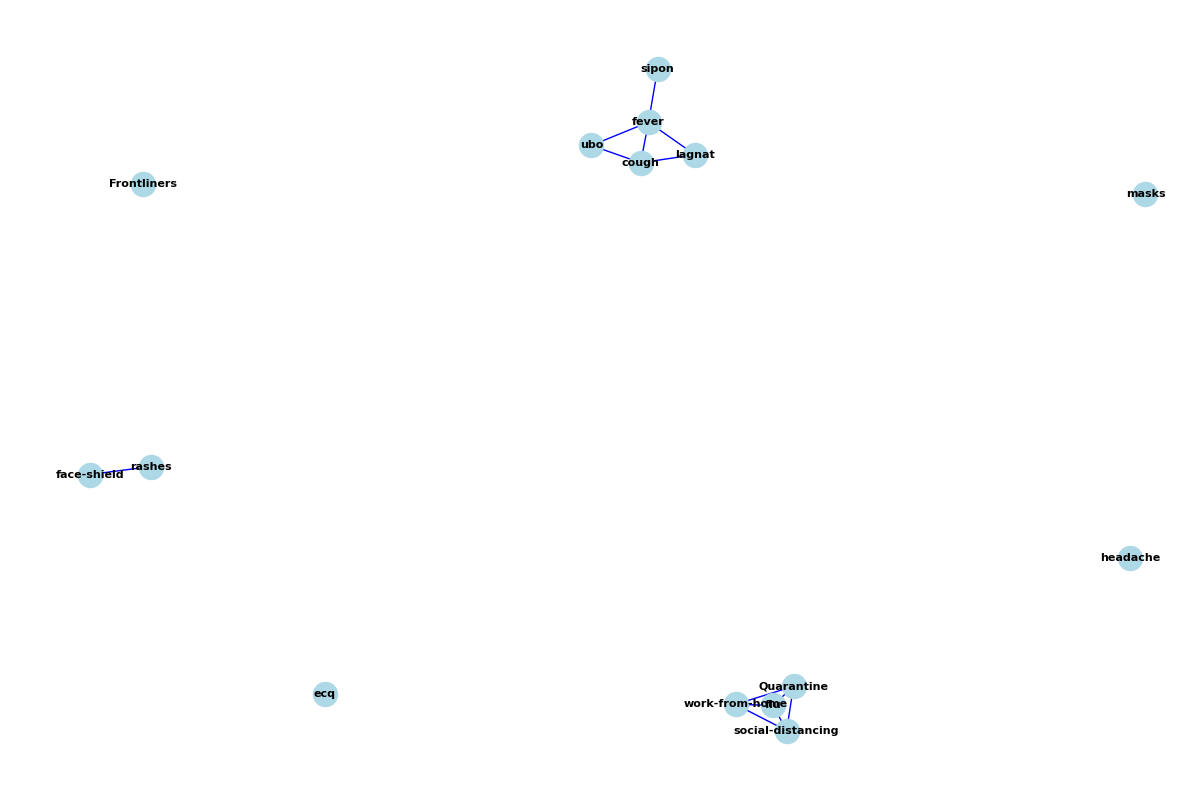 sipon
fever
ubo
cough
lagnat
Frontliners
masks
face-shield
rashes
headache
ecq
Quarantine
work-from-home
flu
social-distancing